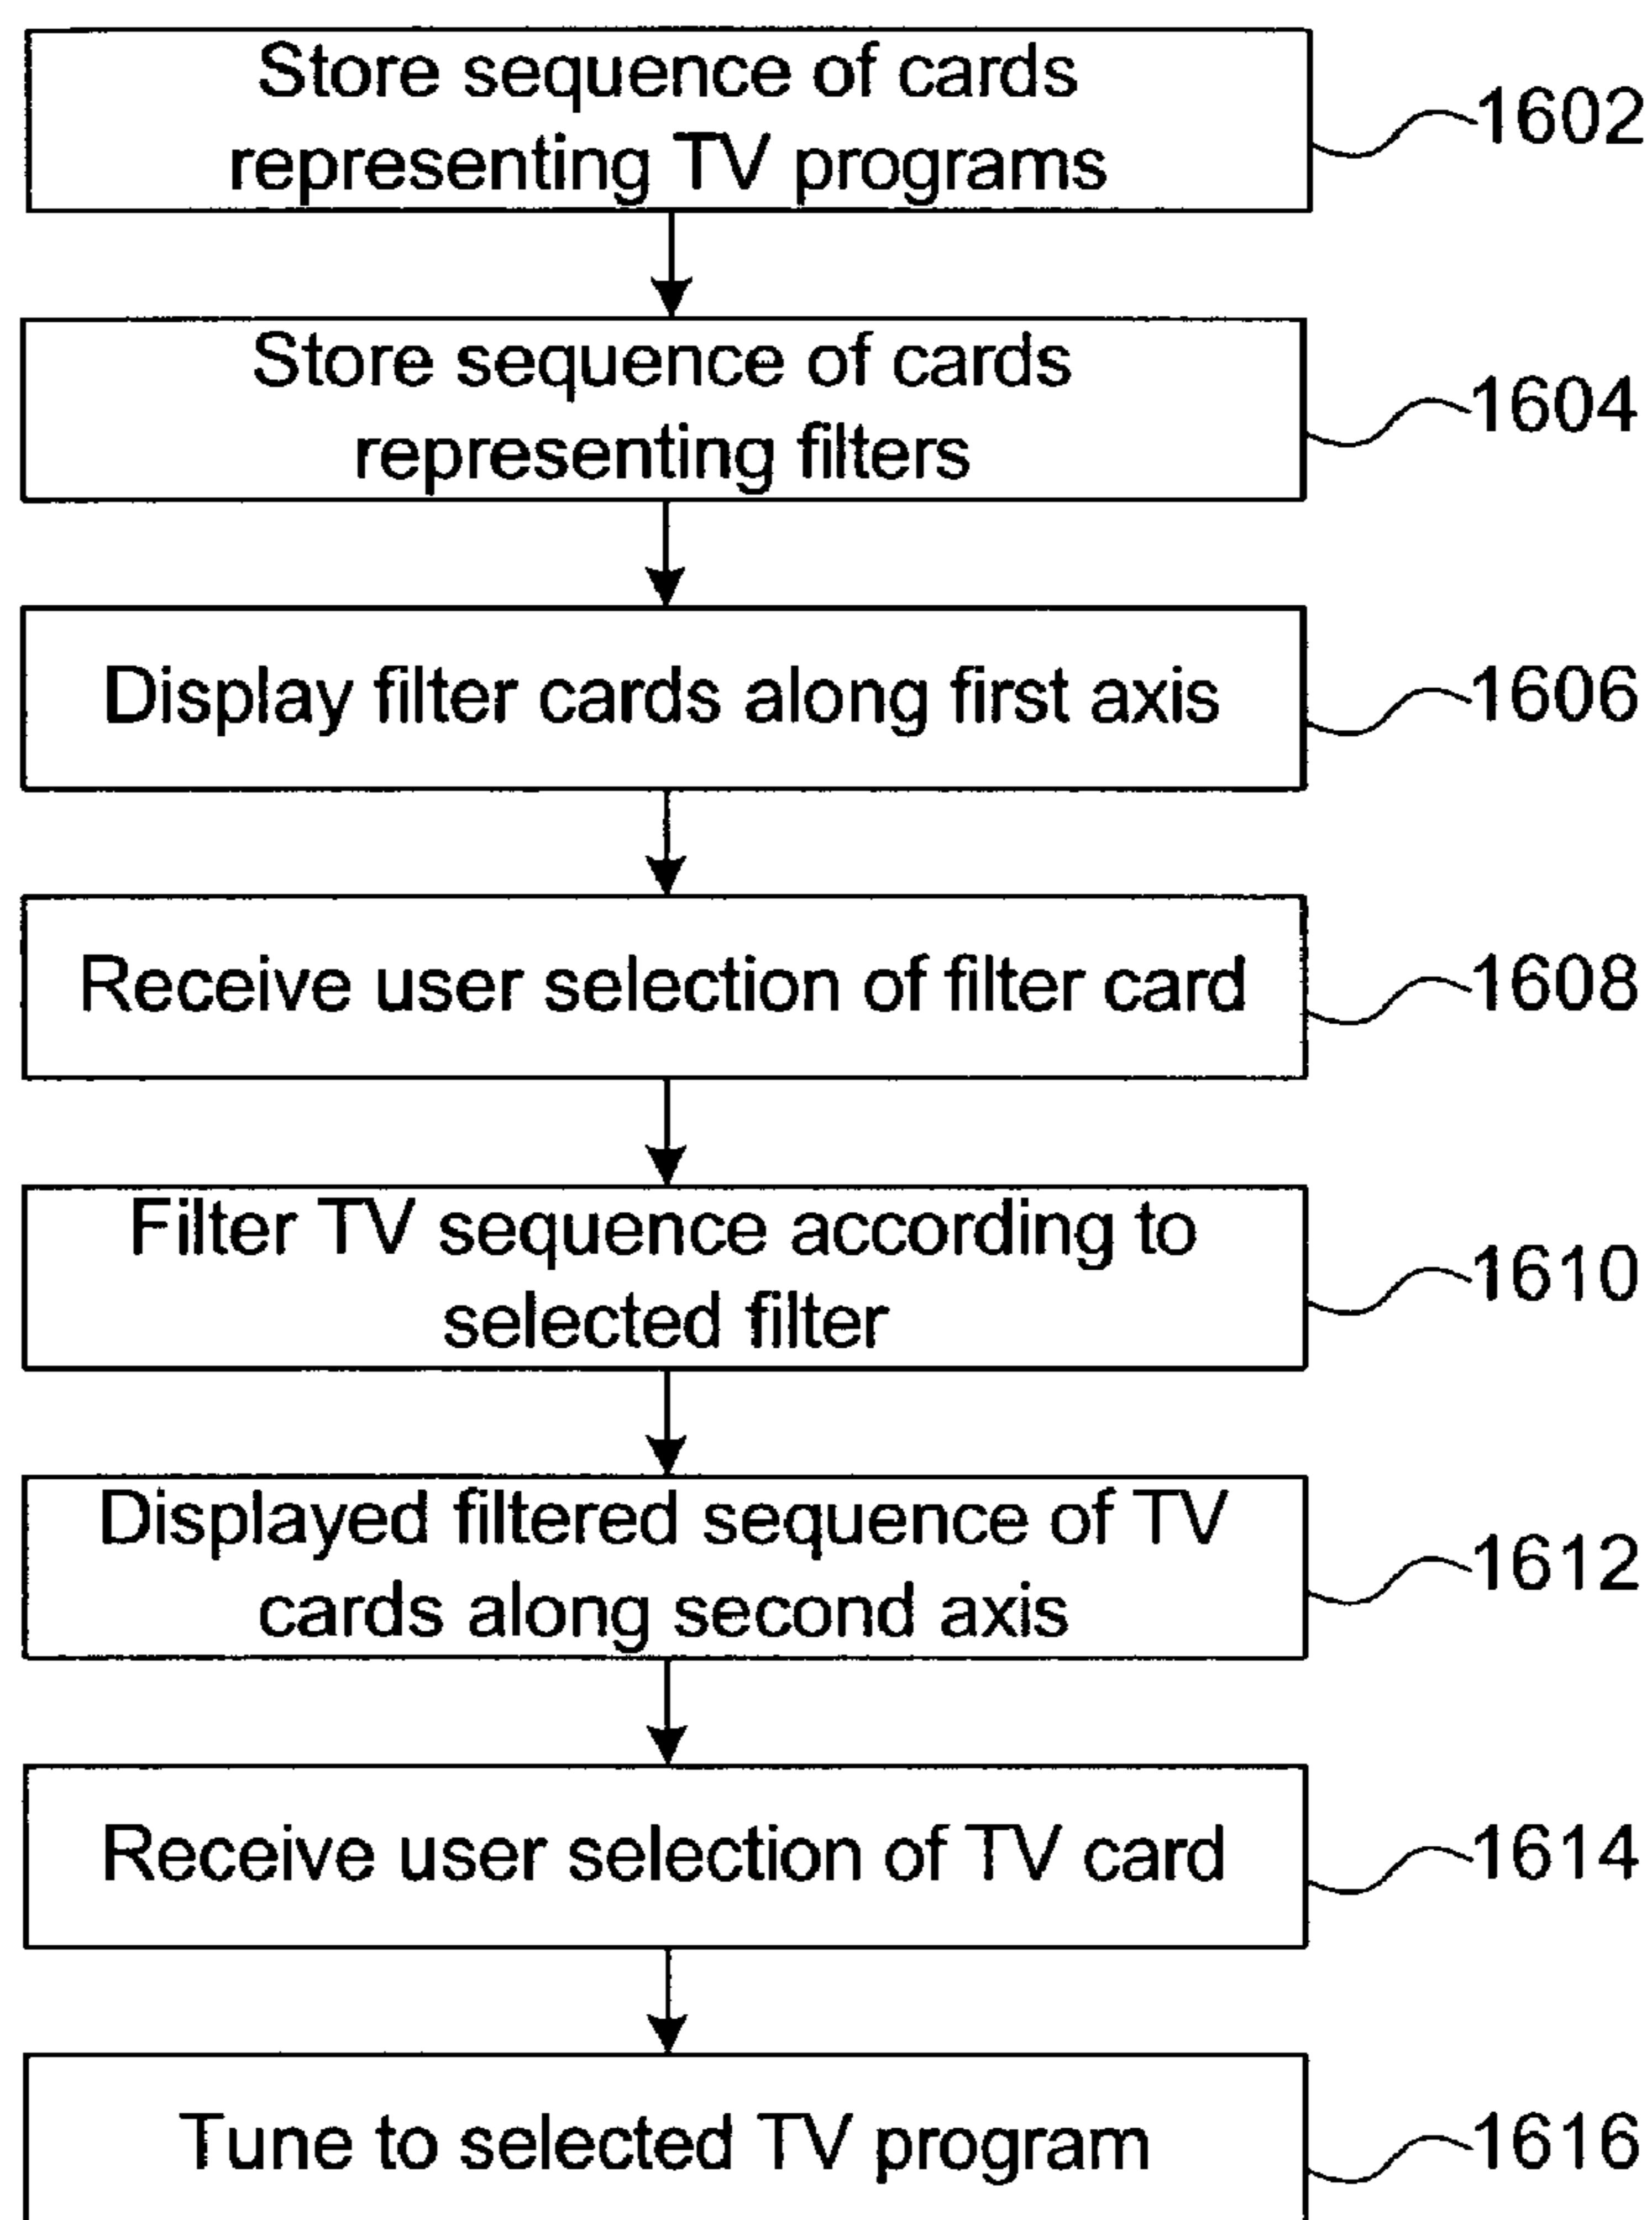 Store sequence of cards
representing TV programs
1602
Store sequence of cards
representing filters
1604
Display filter cards along first axis
1606
Receive user selection of filter card
1608
Filter TV sequence according to
selected filter
1610
Displayed filtered sequence of TV
cards along second axis
1612
Receive user selection of TV card
1614
Tune to selected TV program
1616